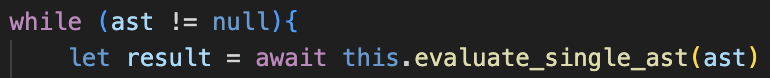 while (ast != null){
let result = await this.evaluate_single_ast(ast)